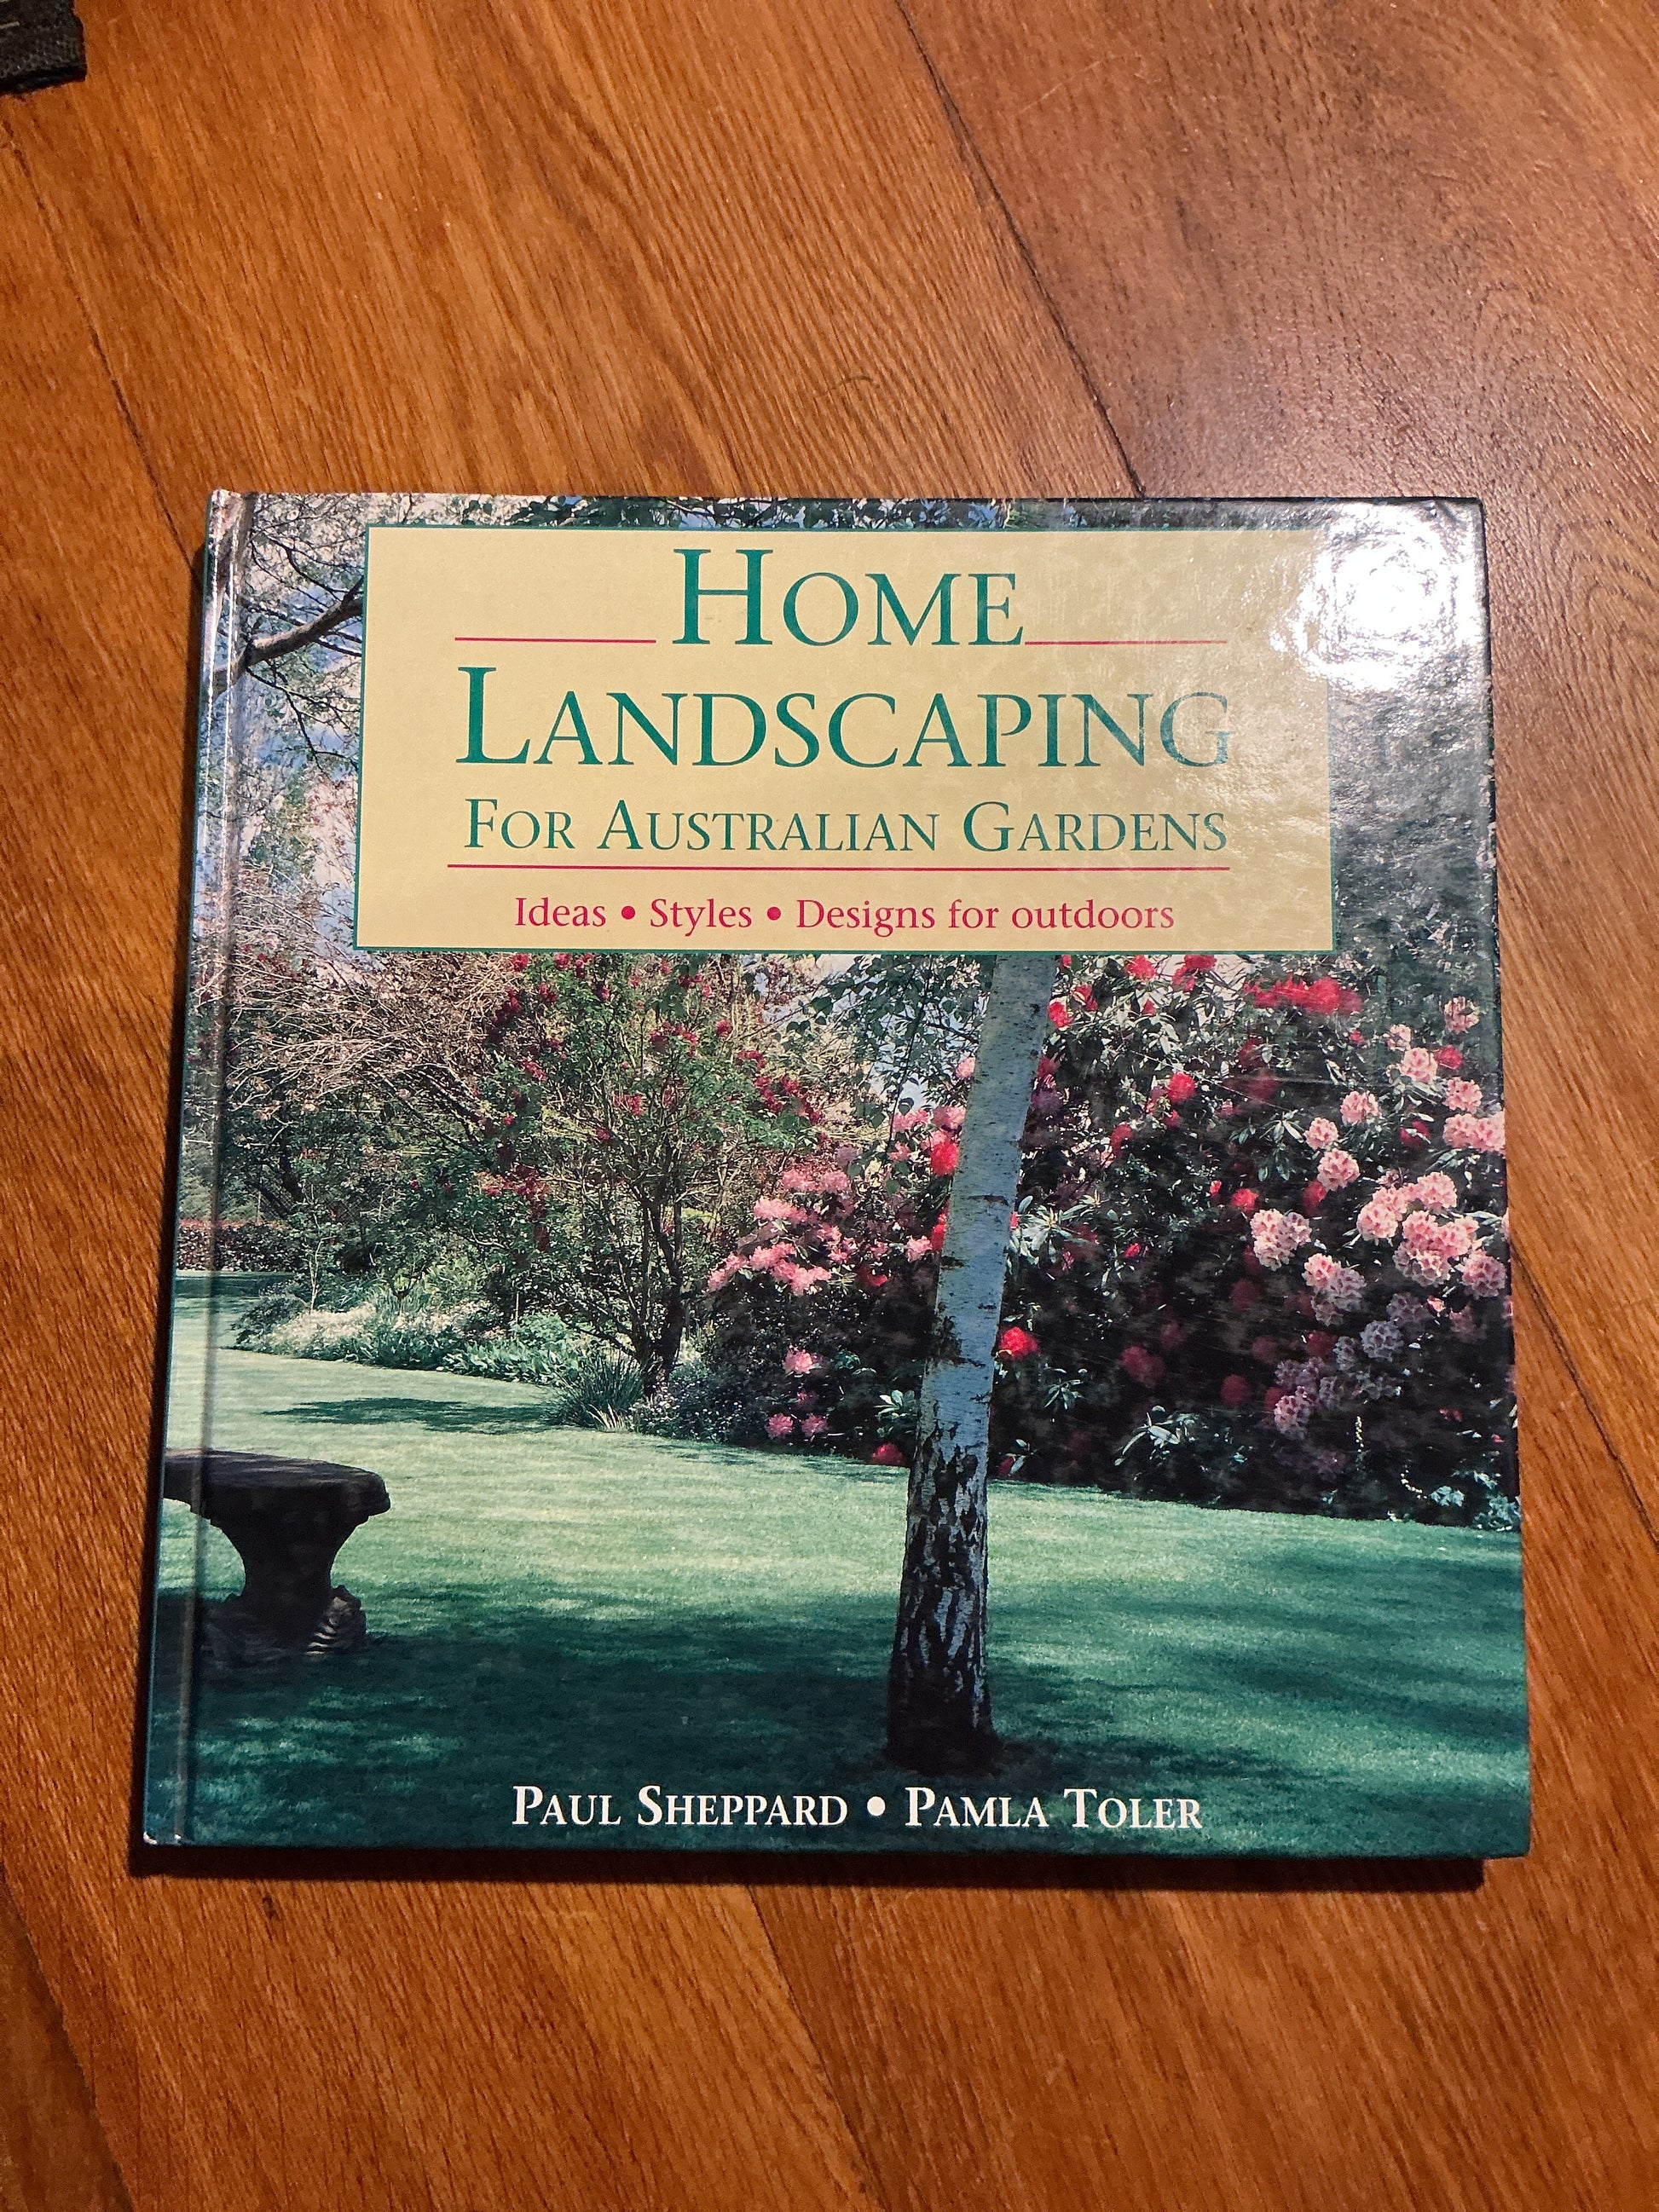 HOME
LANDSCAPING
FOR AUSTRALIAN GARDENS
Ideas • Styles • Designs for outdoors
PAUL SHEPPARD • PAMLA TOLER